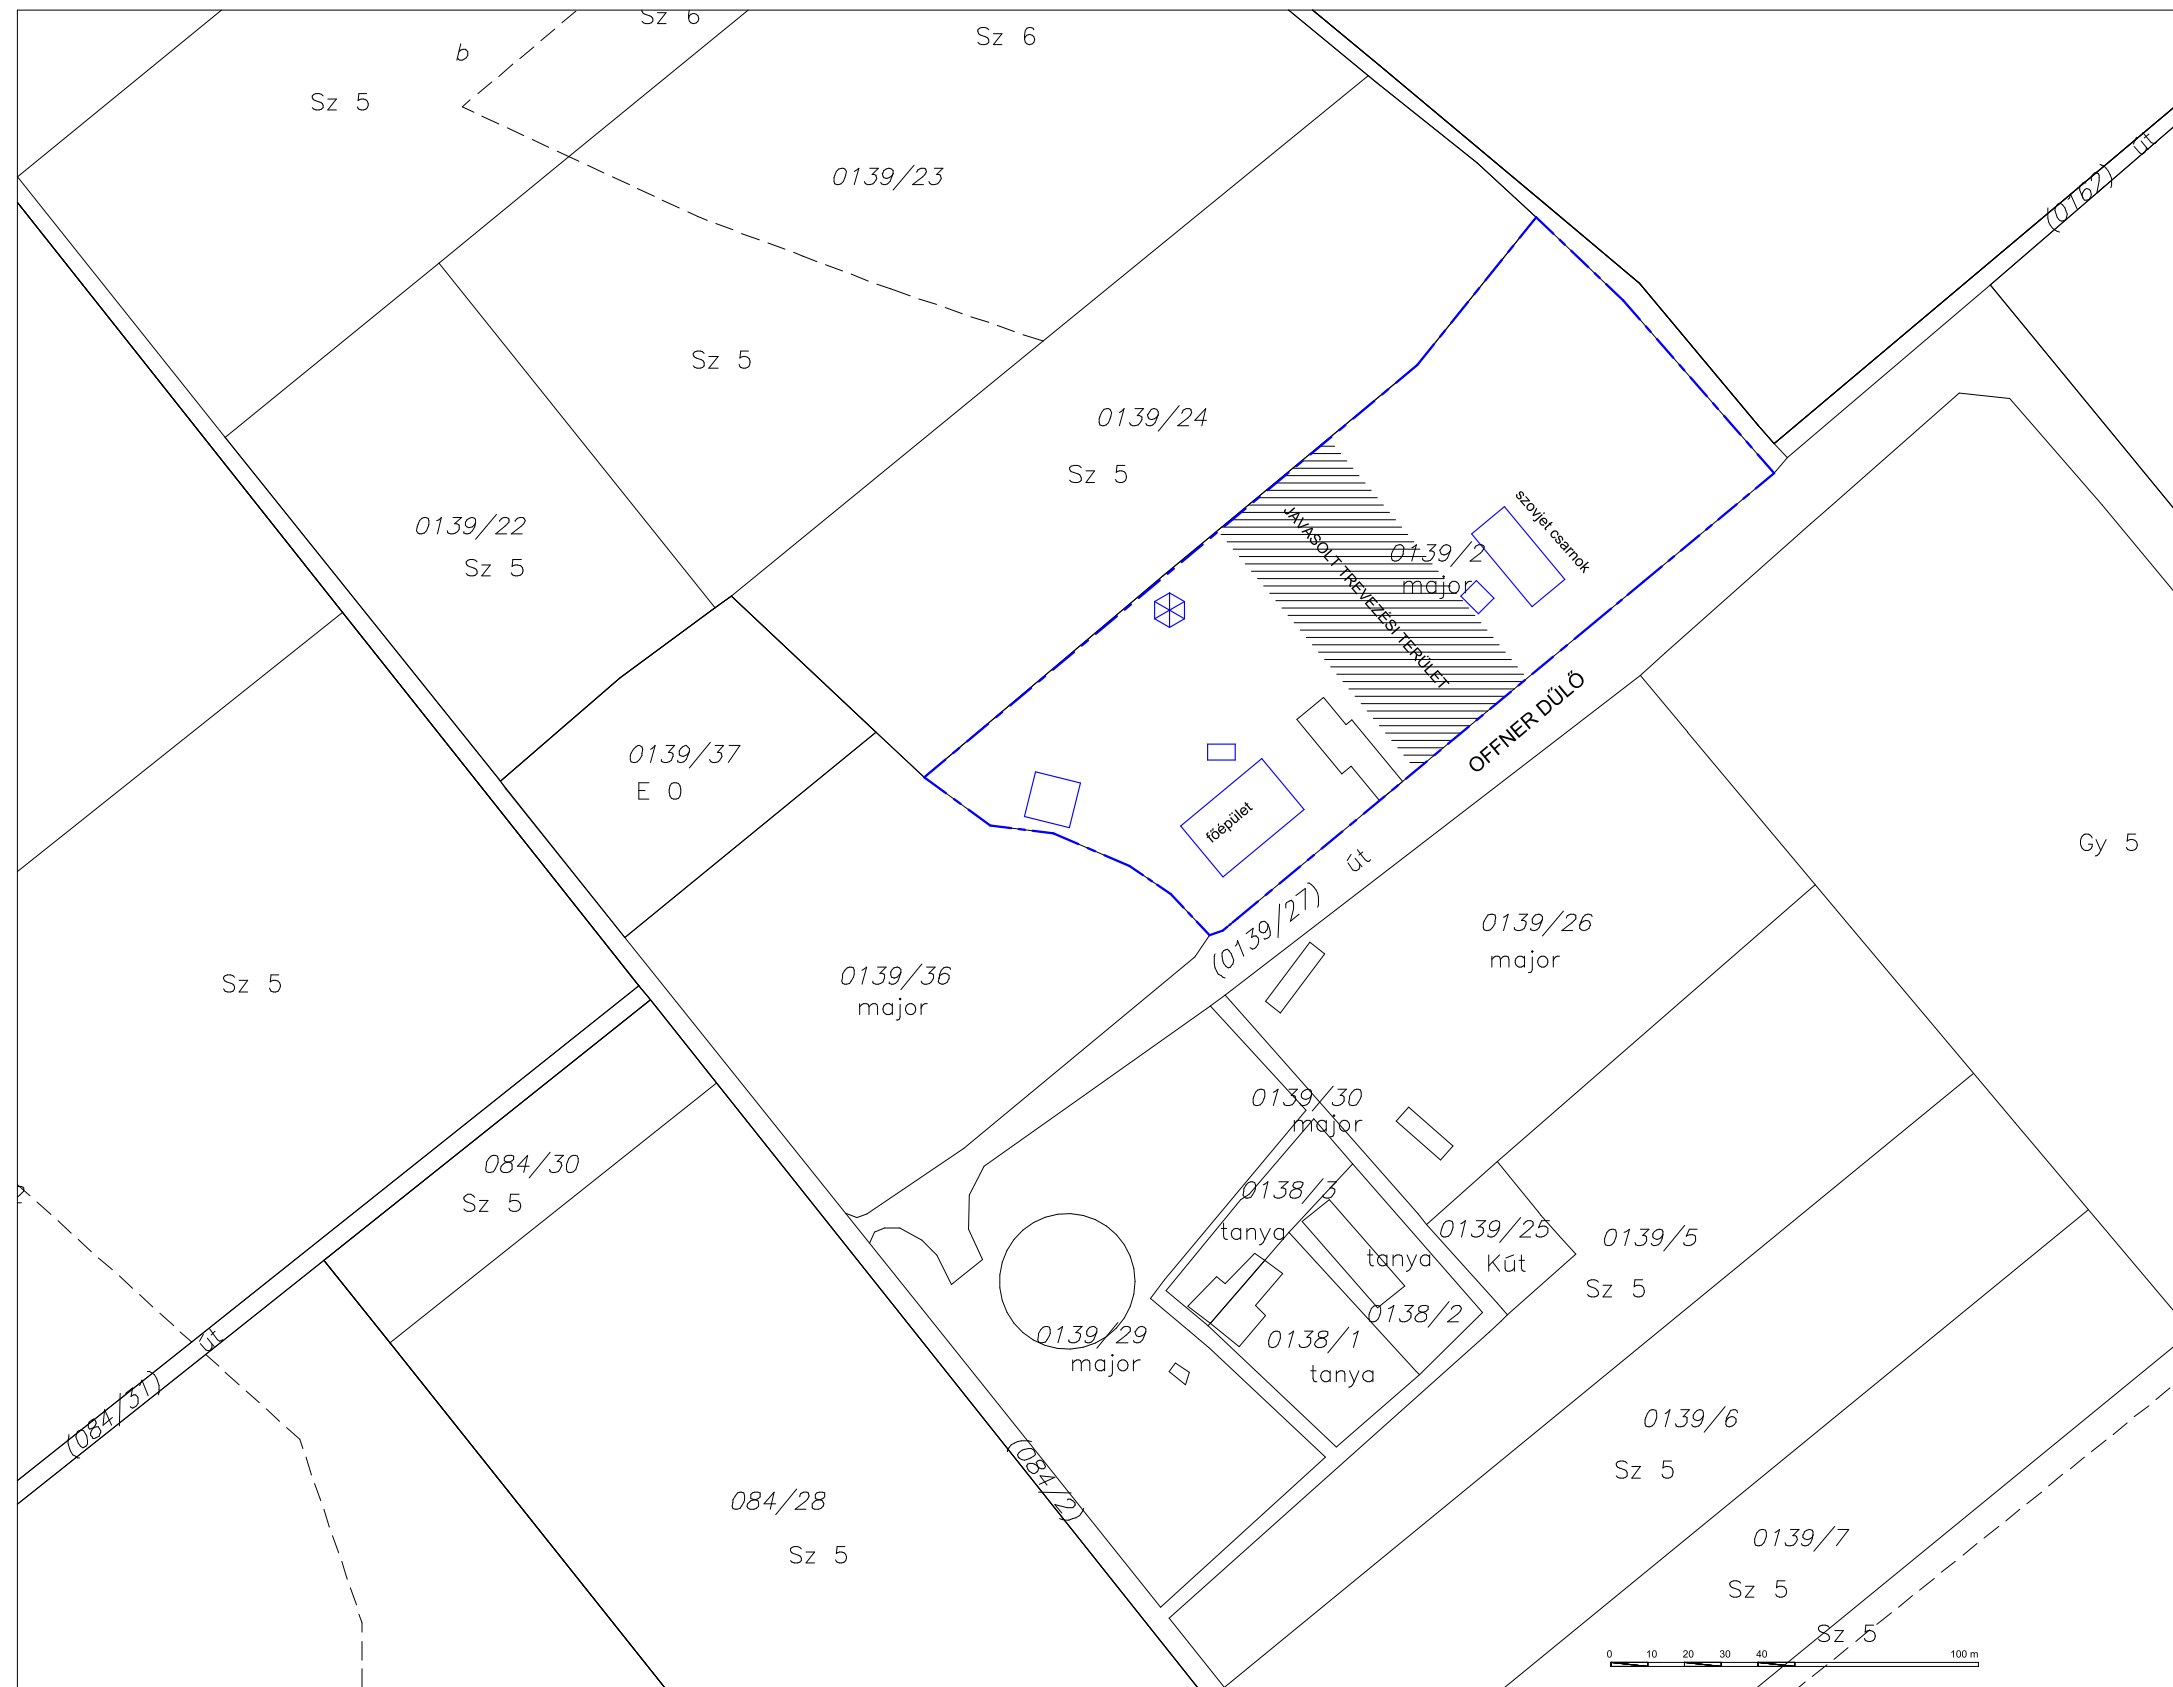 Sz 6
Sz 6
b
Sz 5
0139/23
(0162)
út
Sz 5
0139/24
Sz 5
0139/22
Sz 5
szovjet csarnok
JAVASOLT TREVEZÉSI TERÜLET
0139/2
major
OFFNER DŰLŐ
0139/37
E 0
főépület
Gy 5
(0139/27)
út
0139/26
major
0139/36
major
Sz 5
0139/30
major
084/30
Sz 5
0138/3
tanya
tanya
0139/25
Kút
0139/5
Sz 5
0138/2
0138/1
tanya
0139/29
major
(084/31)
út
0139/6
Sz 5
(084/2)
084/28
Sz 5
0139/7
Sz 5
Sz 5
0 10 20 30 40 100 m